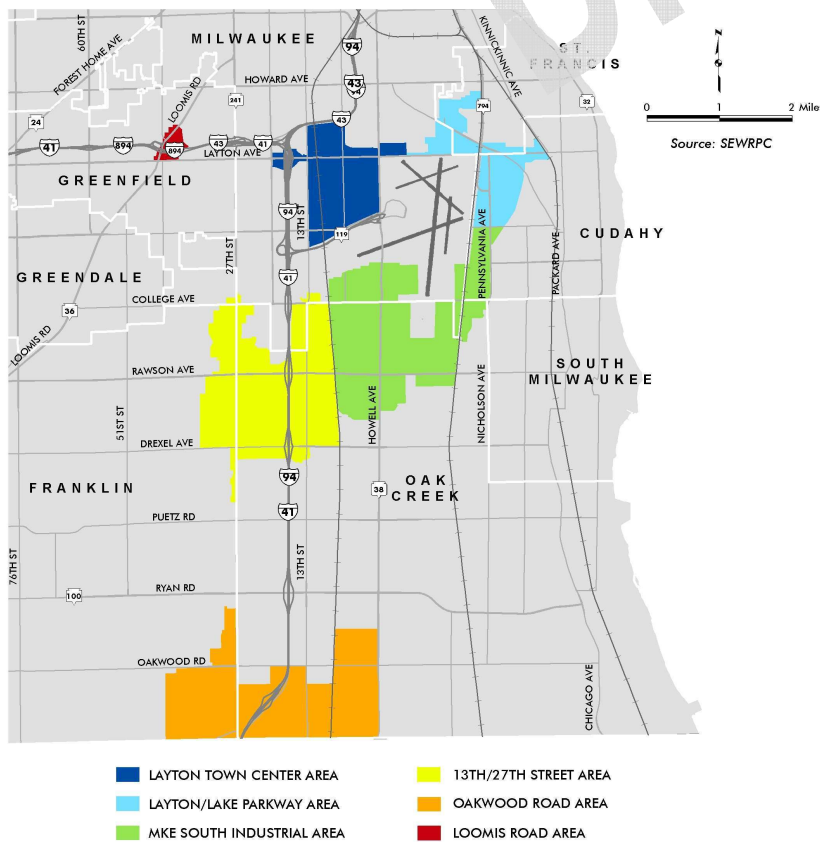 60TH ST
MILWAUKEE
94
KINNICKINNIC AVE
N
FOREST HOME AVE
ST.
FRANCIS
HOWARD AVE
43
94
LOOMIS RD
241
794
32
0 1 2 Mile
24
43
Source: SEWRPC
41
894
894
43
41
LAYTON AVE
GREENFIELD
94
13TH ST
119
PENNSYLVANIA AVE
PACKARD AVE
CUDAHY
27TH ST
GREENDALE
41
COLLEGE AVE
36
LOOMIS RD
RAWSON AVE
SOUTH
MILWAUKEE
51ST ST
HOWELL AVE
NICHOLSON AVE
DREXEL AVE
94
FRANKLIN
38
OAK
CREEK
41
PUETZ RD
76TH ST
13TH ST
RYAN RD
100
OAKWOOD RD
CHICAGO AVE
LAYTON TOWN CENTER AREA
LAYTON/LAKE PARKWAY AREA
MKE SOUTH INDUSTRIAL AREA
13TH/27TH STREET AREA
OAKWOOD ROAD AREA
LOOMIS ROAD AREA